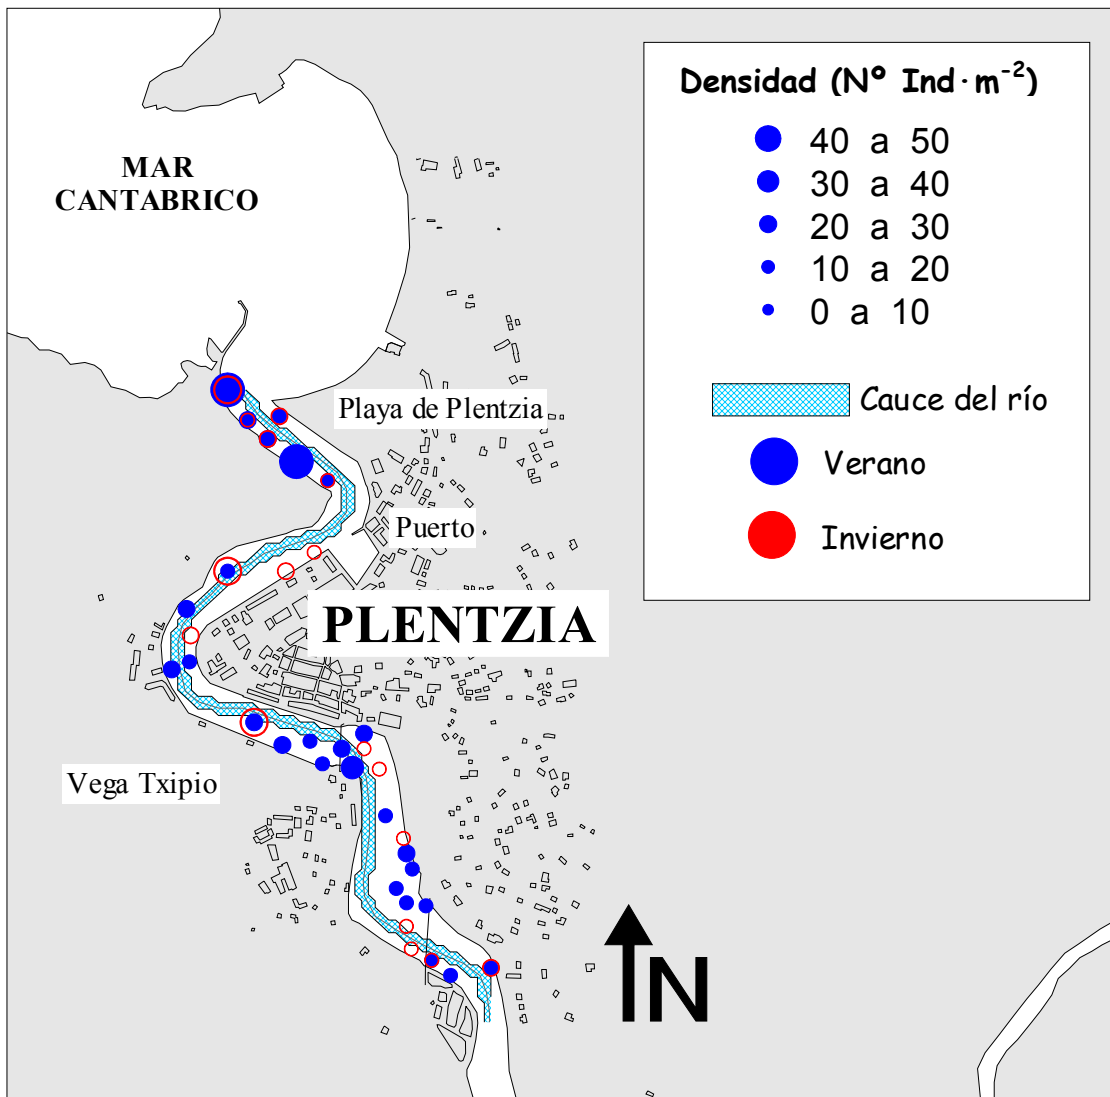 MAR
CANTABRICO
Densidad (Nº Ind·m⁻²)
40 a 50
30 a 40
20 a 30
10 a 20
0 a 10
Cauce del río
Verano
Invierno
Playa de Plentzia
Puerto
PLENTZIA
Vega Txipio
N